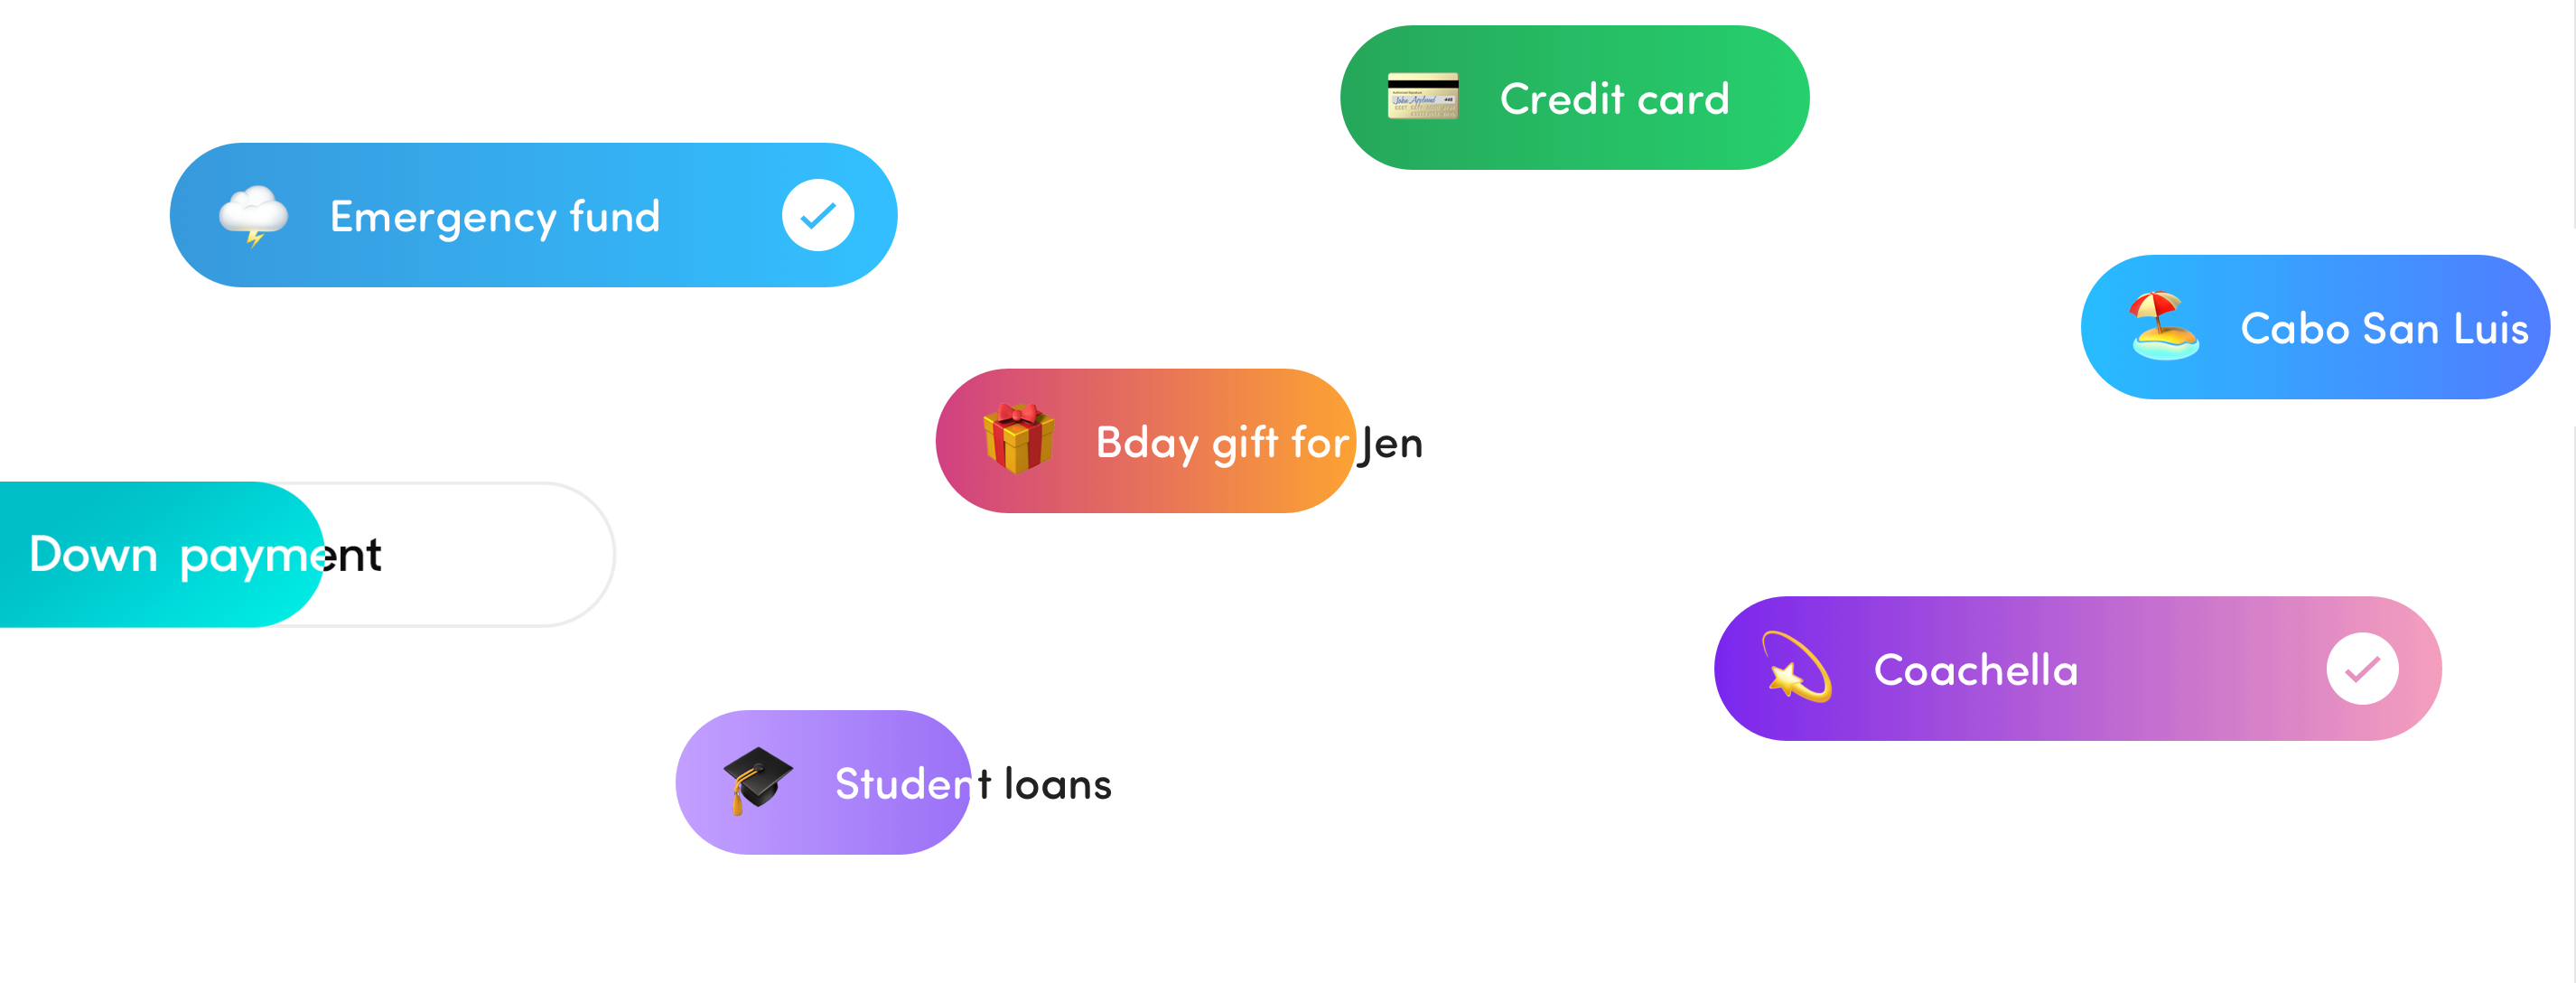 Credit card
Emergency fund
Cabo San Luis
Bday gift for Jen
Down payment
Coachella
Student loans